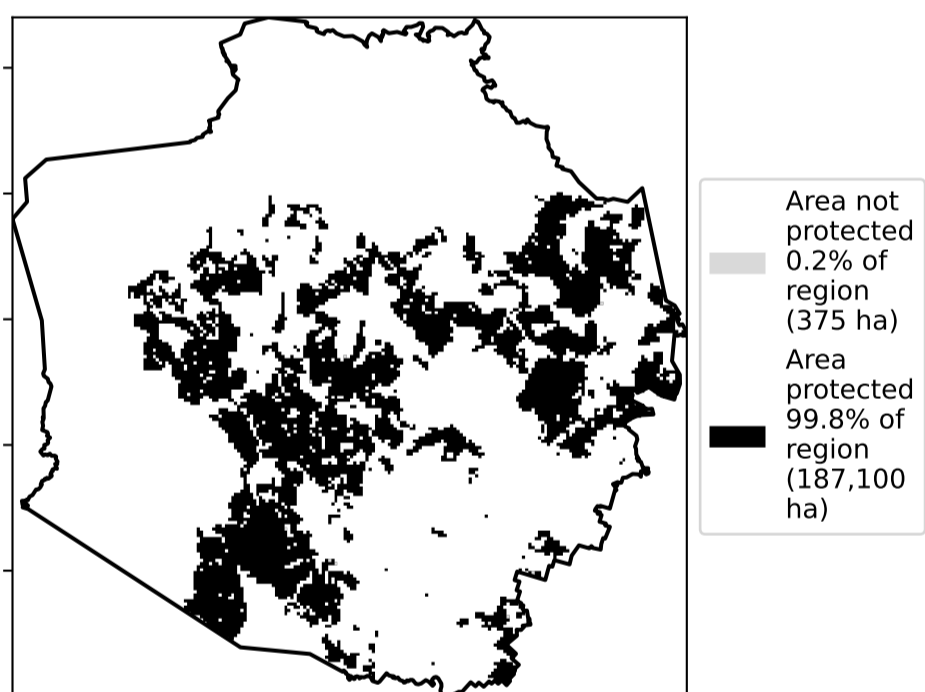 Area not
protected
0.2% of
region
(375 ha)
Area
protected
99.8% of
region
(187,100
ha)